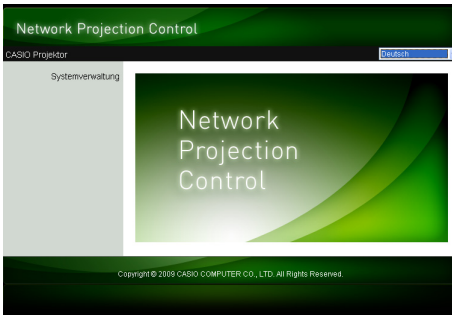 Network Projection Control
CASIO Projektor
Deutsch
Systemverwaltung
Network
Projection
Control
Copyright © 2009 CASIO COMPUTER CO., LTD. All Rights Reserved.